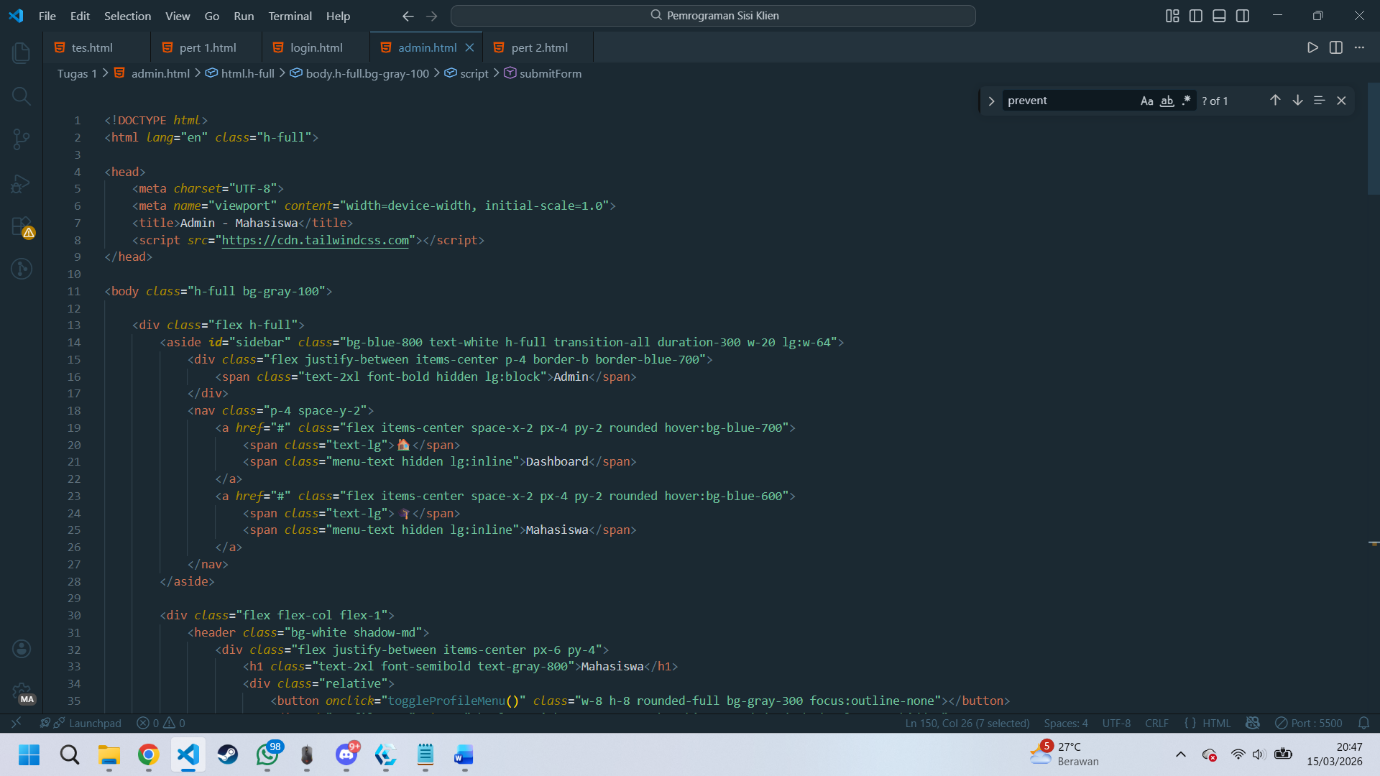 File Edit Selection View Go Run Terminal Help
Pemrograman Sisi Klien
tes.html
pert 1.html
login.html
admin.html
pert 2.html
Tugas 1 > admin.html > html.h-full > body.h-full.bg-gray-100 > script > submitForm
prevent
Aa ab .*
? of 1
1 <!DOCTYPE html>
2 <html lang="en" class="h-full">
3
4 <head>
5 <meta charset="UTF-8">
6 <meta name="viewport" content="width=device-width, initial-scale=1.0">
7 <title>Admin - Mahasiswa</title>
8 <script src="https://cdn.tailwindcss.com"></script>
9 </head>
10
11 <body class="h-full bg-gray-100">
12
13 <div class="flex h-full">
14 <aside id="sidebar" class="bg-blue-800 text-white h-full transition-all duration-300 w-20 lg:w-64">
15 <div class="flex justify-between items-center p-4 border-b border-blue-700">
16 <span class="text-2xl font-bold hidden lg:block">Admin</span>
17 </div>
18 <nav class="p-4 space-y-2">
19 <a href="#" class="flex items-center space-x-2 px-4 py-2 rounded hover:bg-blue-700">
20 <span class="text-lg">🏠</span>
21 <span class="menu-text hidden lg:inline">Dashboard</span>
22 </a>
23 <a href="#" class="flex items-center space-x-2 px-4 py-2 rounded hover:bg-blue-600">
24 <span class="text-lg"></span>
25 <span class="menu-text hidden lg:inline">Mahasiswa</span>
26 </a>
27 </nav>
28 </aside>
29
30 <div class="flex flex-col flex-1">
31 <header class="bg-white shadow-md">
32 <div class="flex justify-between items-center px-6 py-4">
33 <h1 class="text-2xl font-semibold text-gray-800">Mahasiswa</h1>
34 <div class="relative">
35 <button onclick="toggleProfileMenu()" class="w-8 h-8 rounded-full bg-gray-300 focus:outline-none"></button>
MA
Launchpad
0 0
Ln 150, Col 26 (7 selected)
Spaces: 4
UTF-8
CRLF
{ } HTML
Port : 5500
98
9+
5
27°C
Berawan
20:47
15/03/2026